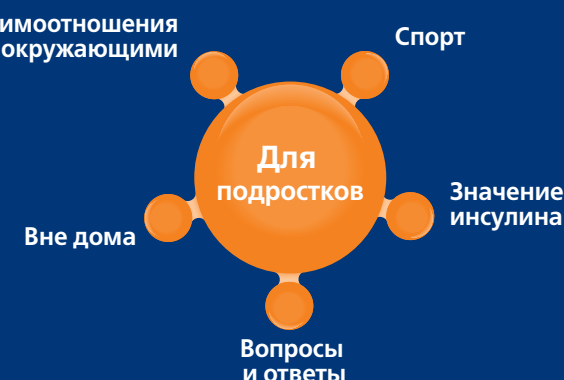 имоотношения
окружающими
Спорт
Для
подростков
Значение
инсулина
Вне дома
Вопросы
и ответы